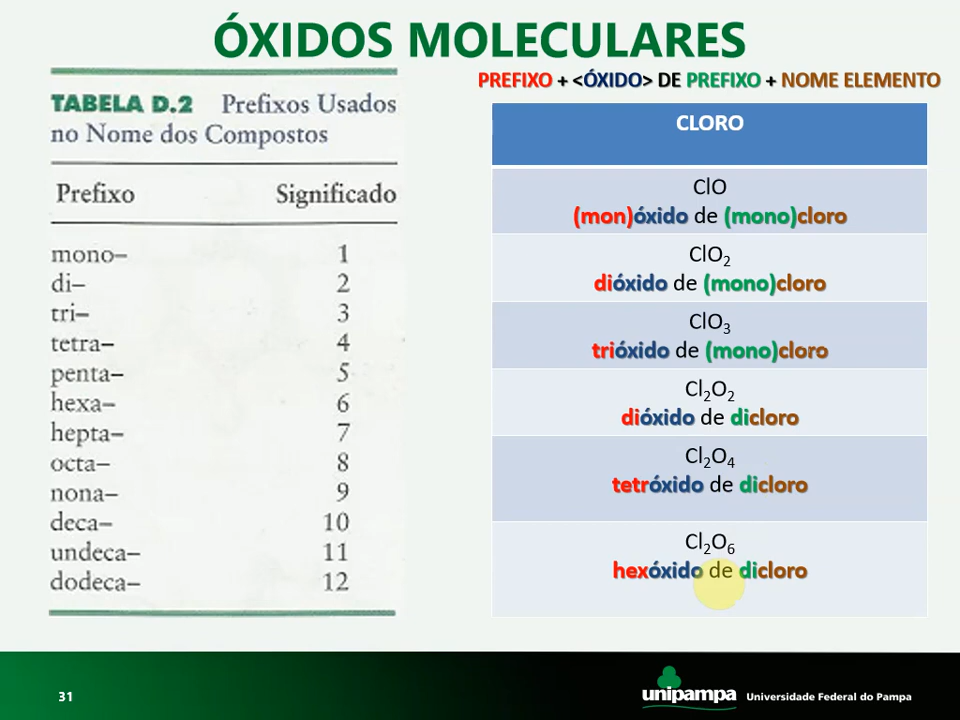 ÓXIDOS MOLECULARES
PREFIXO + <ÓXIDO> DE PREFIXO + NOME ELEMENTO
TABELA D.2 Prefixos Usados
no Nome dos Compostos
Prefixo Significado
mono– 1
di– 2
tri– 3
tetra– 4
penta– 5
hexa– 6
hepta– 7
octa– 8
nona– 9
deca– 10
undeca– 11
dodeca– 12
CLORO
ClO
(mon)óxido de (mono)cloro
ClO₂
dióxido de (mono)cloro
ClO₃
trióxido de (mono)cloro
Cl₂O₂
dióxido de dicloro
Cl₂O₄
tetróxido de dicloro
Cl₂O₆
hexóxido de dicloro
31
unipampa
Universidade Federal do Pampa